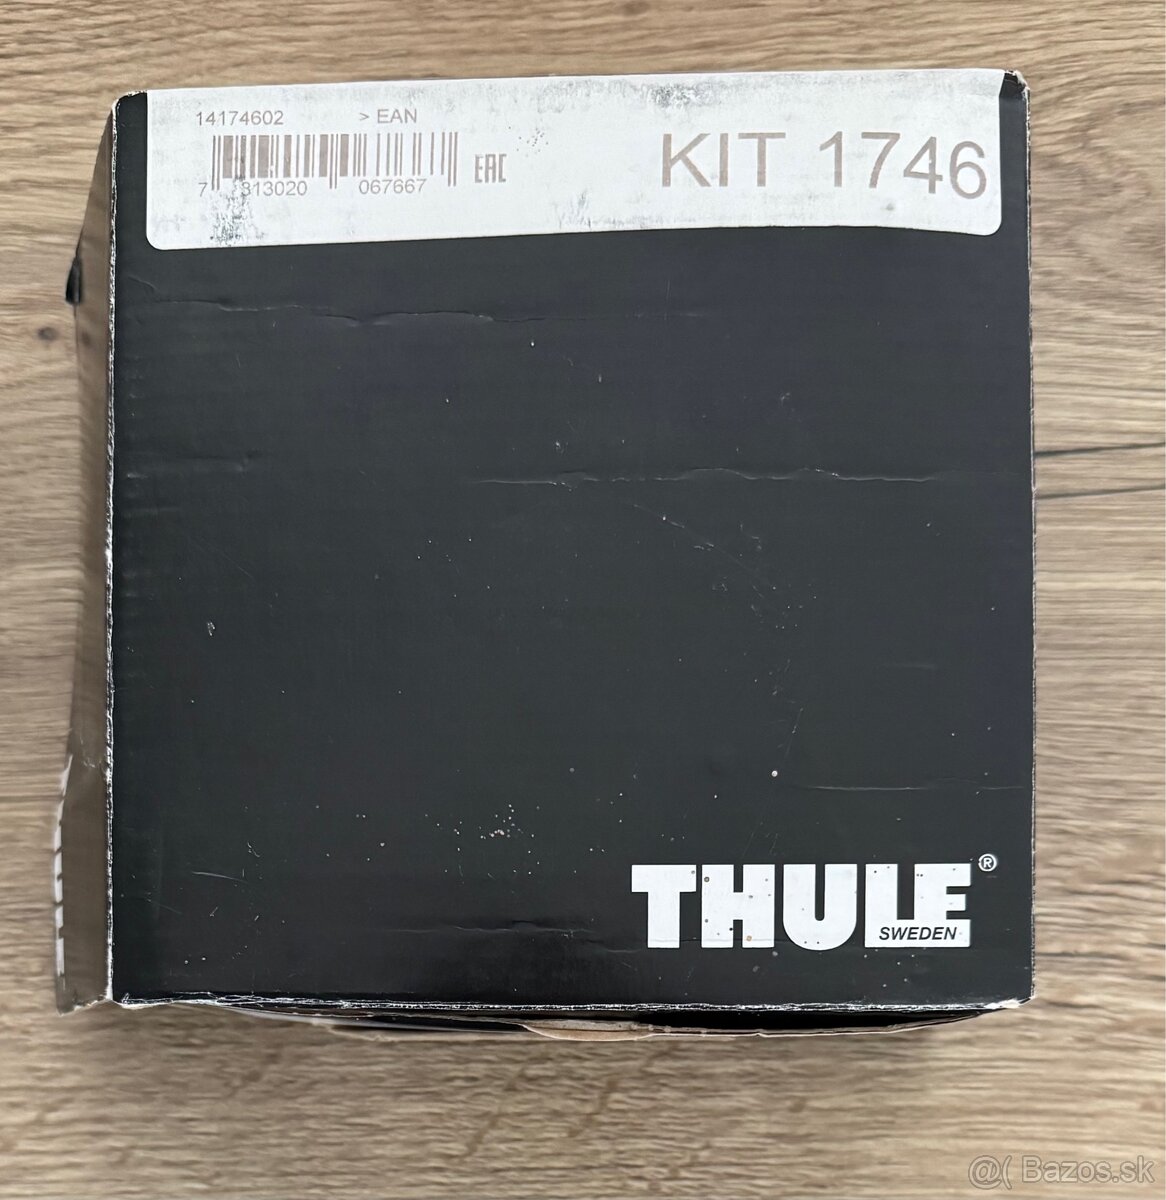 14174602 > EAN
7 313020 067667 EAC
KIT 1746
THULE®
SWEDEN
@( Bazos.sk